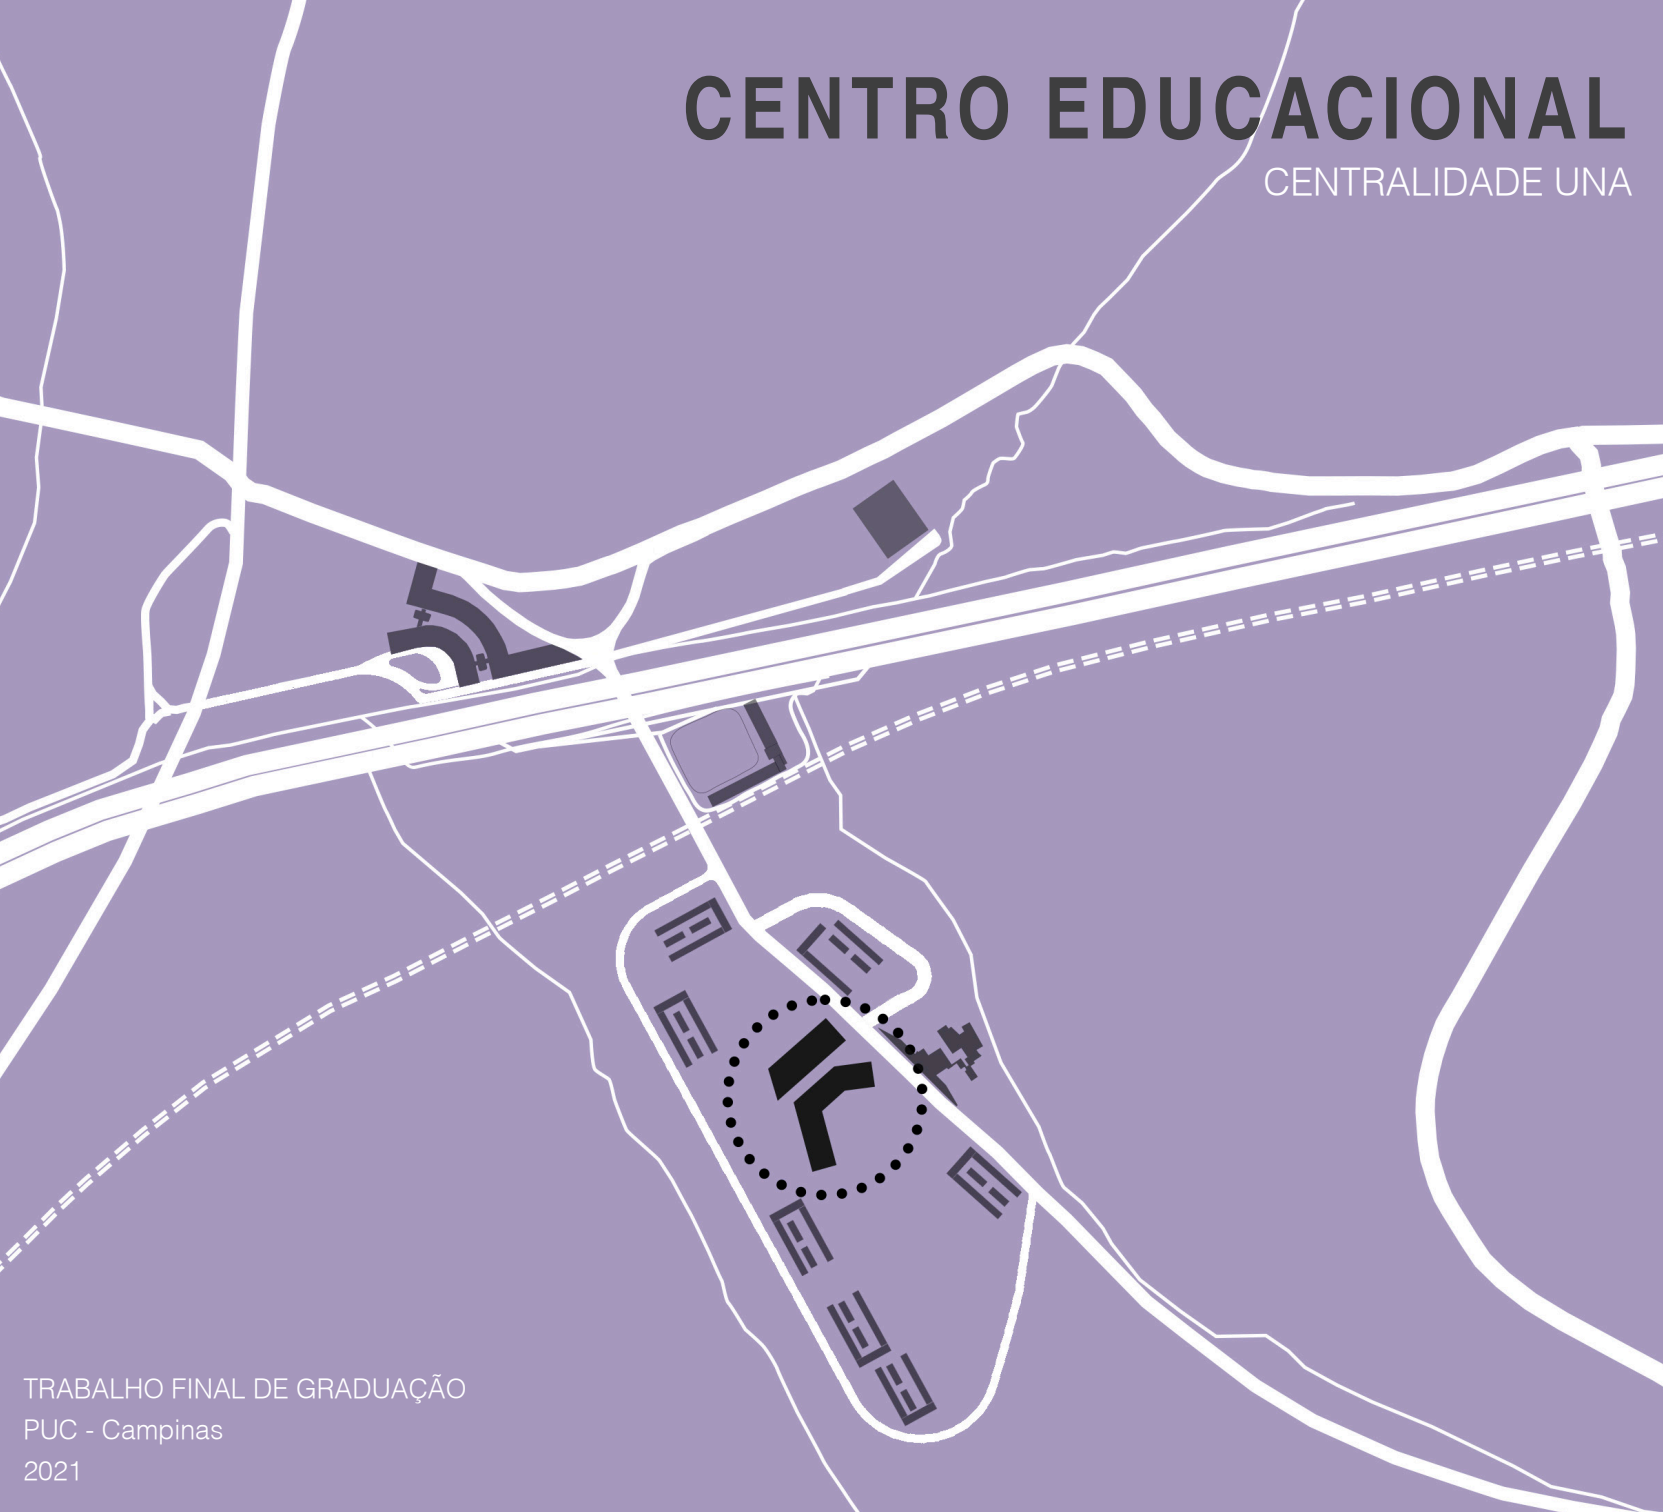 CENTRO EDUCACIONAL
CENTRALIDADE UNA
TRABALHO FINAL DE GRADUAÇÃO
PUC - Campinas
2021